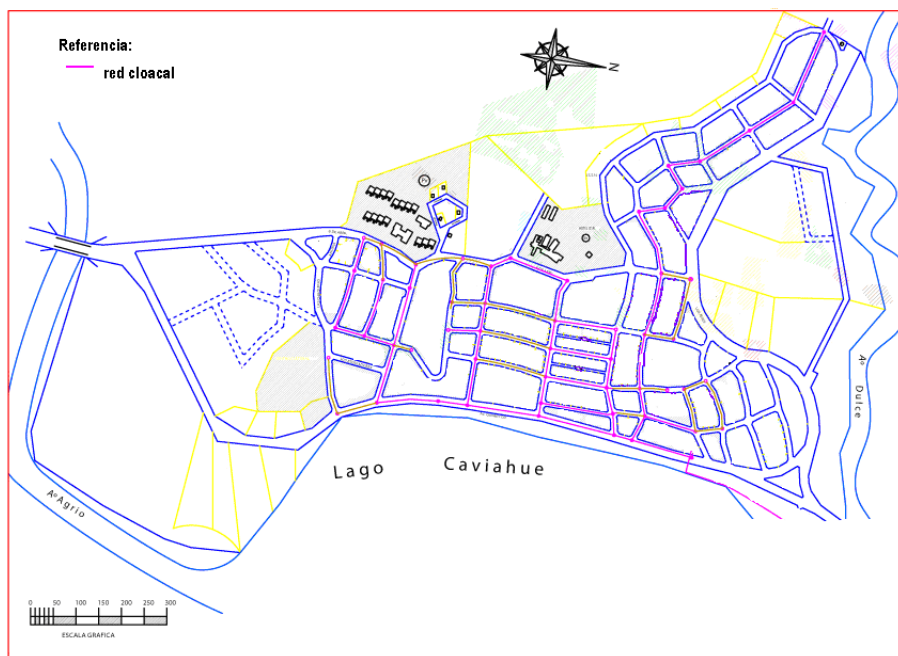 Referencia:
red cloacal
N
Lago Caviahue
Aº Agrio
Aº Dulce
0 50 100 150 200 250 300
ESCALA GRAFICA